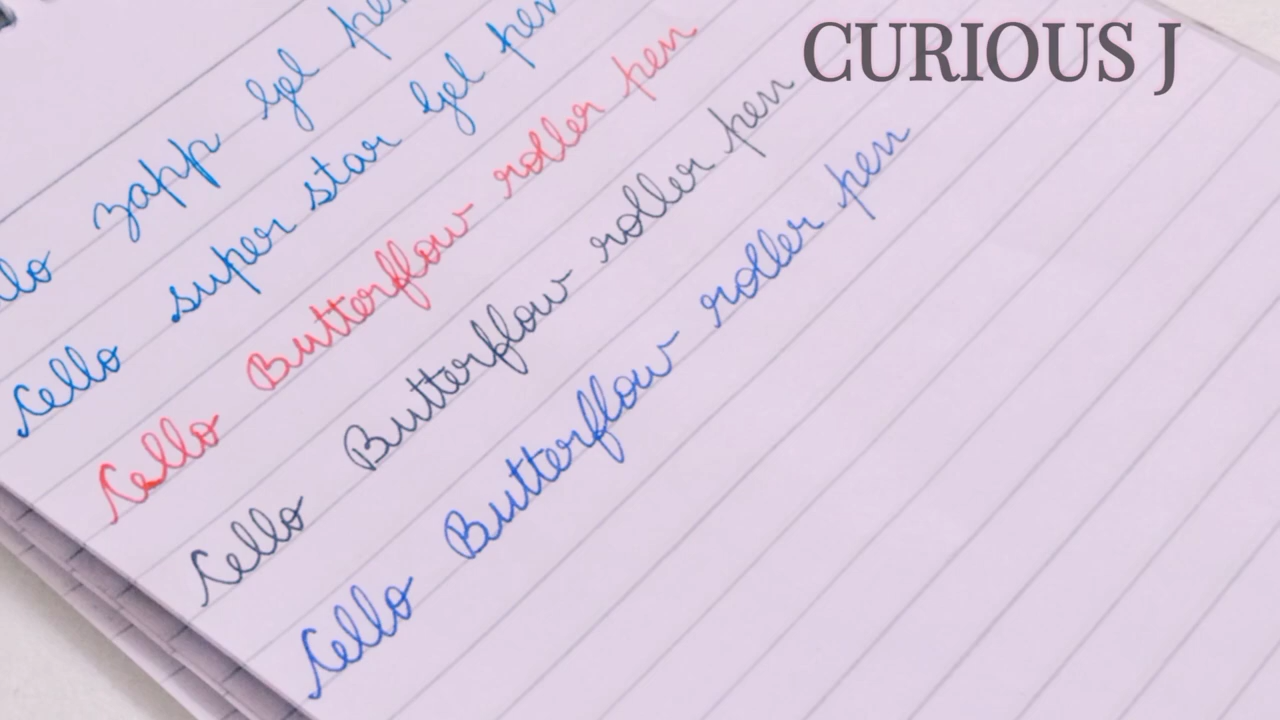 CURIOUS J
zapp gel pen
Cello super star gel pen
Cello Butterflow roller pen
Cello Butterflow roller pen
Cello Butterflow roller pen